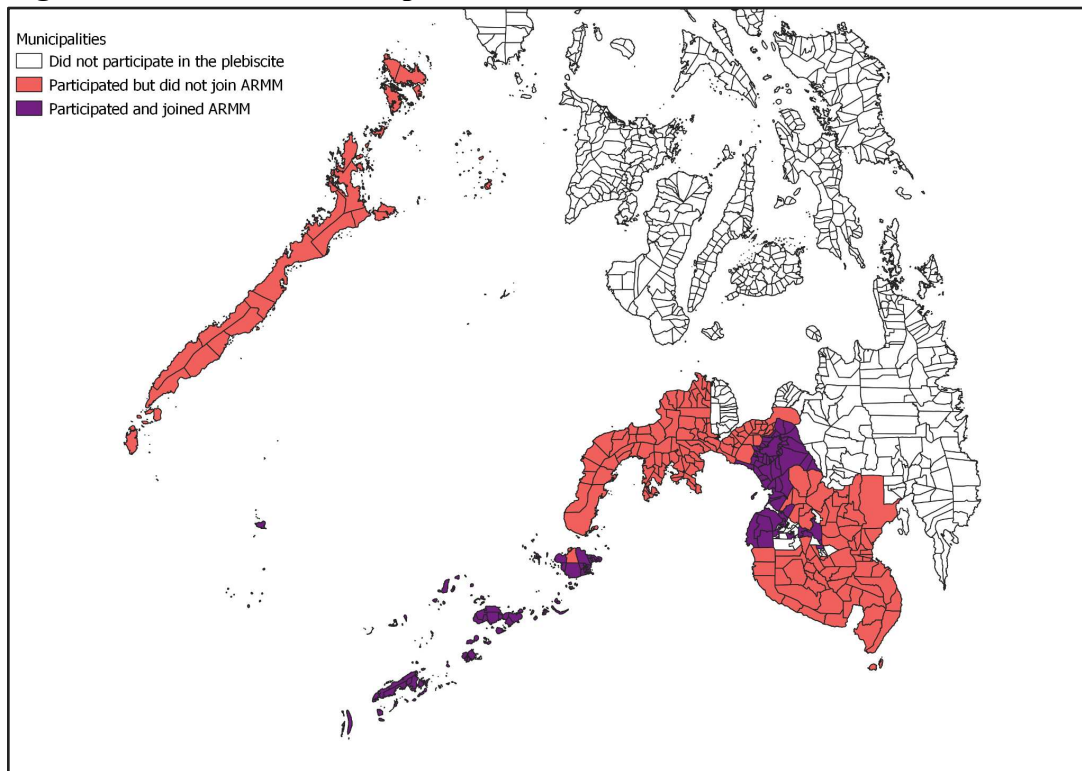 Municipalities
Did not participate in the plebiscite
Participated but did not join ARMM
Participated and joined ARMM